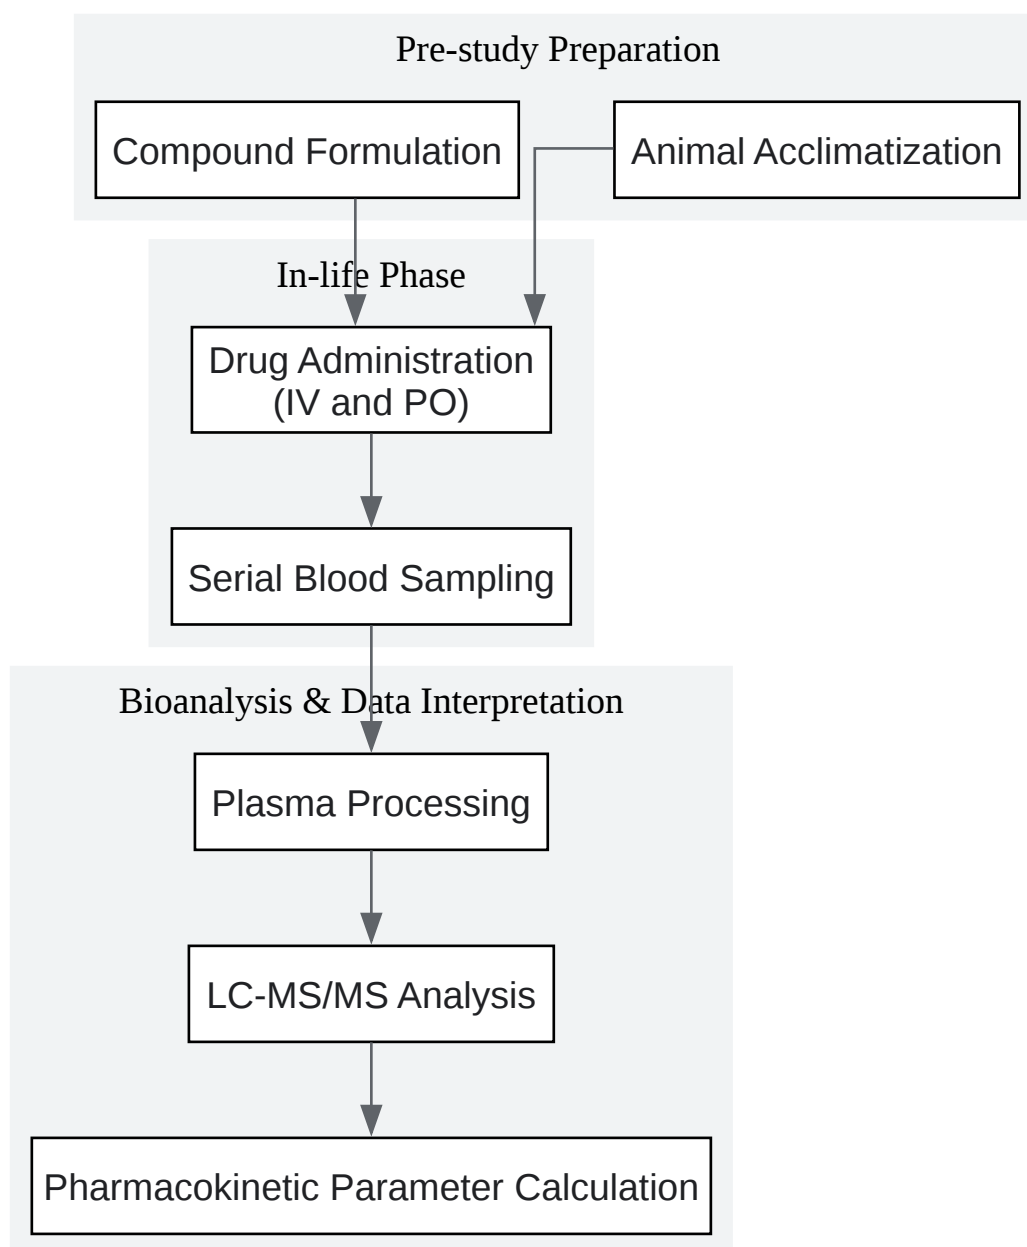 Pre-study Preparation
Compound Formulation
Animal Acclimatization
In-life Phase
Drug Administration
(IV and PO)
Serial Blood Sampling
Bioanalysis & Data Interpretation
Plasma Processing
LC-MS/MS Analysis
Pharmacokinetic Parameter Calculation